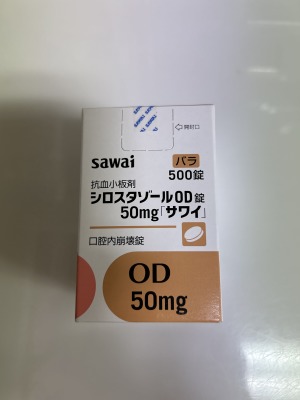 ←開封口
sawai
バラ
500錠
抗血小板剤
シロスタゾールOD錠
50mg「サワイ」
口腔内崩壊錠
OD
50mg